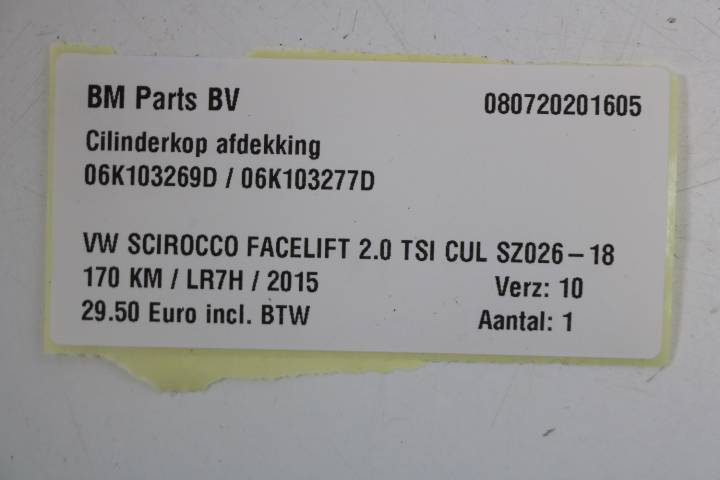 BM Parts BV 080720201605
Cilinderkop afdekking
06K103269D / 06K103277D
VW SCIROCCO FACELIFT 2.0 TSI CUL SZ026-18
170 KM / LR7H / 2015 Verz: 10
29.50 Euro incl. BTW Aantal: 1